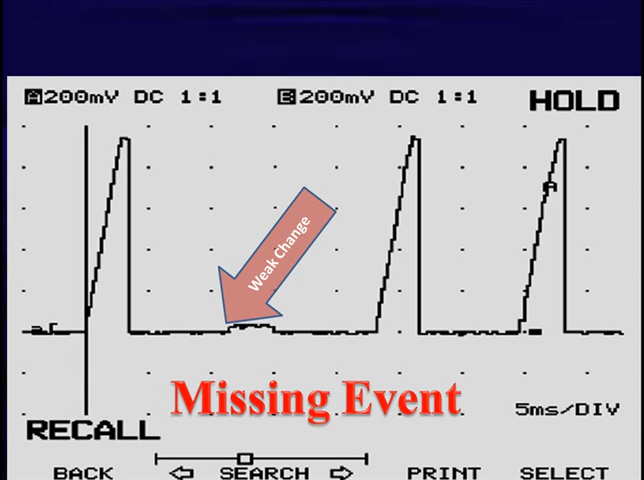 A 200mV DC 1:1 B 200mV DC 1:1 HOLD
A
Weak Change
Missing Event
5ms/DIV
RECALL
BACK SEARCH PRINT SELECT